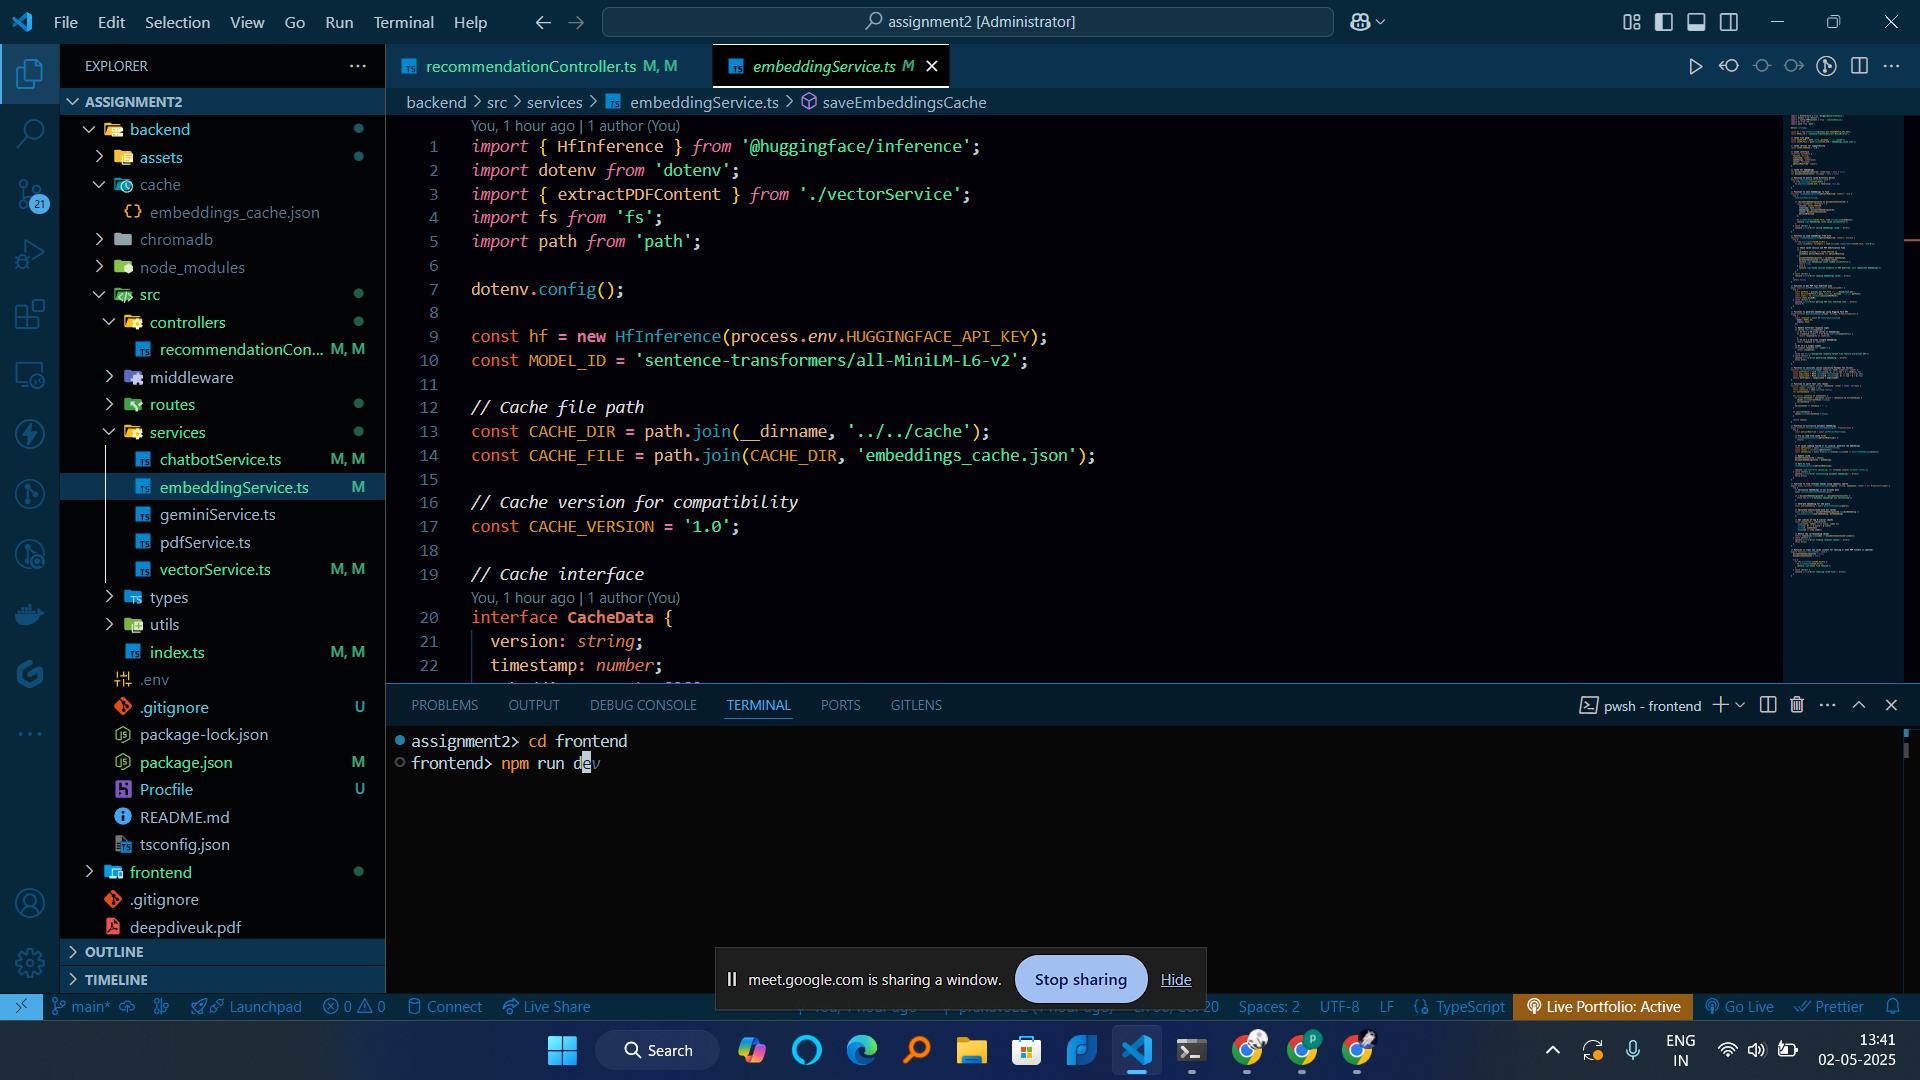 File Edit Selection View Go Run Terminal Help
assignment2 [Administrator]
EXPLORER
ASSIGNMENT2
backend
assets
cache
embeddings_cache.json
chromadb
node_modules
src
controllers
recommendationCon... M, M
middleware
routes
services
chatbotService.ts M, M
embeddingService.ts M
geminiService.ts
pdfService.ts
vectorService.ts M, M
types
utils
index.ts M, M
.env
.gitignore U
package-lock.json
package.json M
Procfile U
README.md
tsconfig.json
frontend
.gitignore
deepdiveuk.pdf
OUTLINE
TIMELINE
21
recommendationController.ts M, M
embeddingService.ts M
backend > src > services > embeddingService.ts > saveEmbeddingsCache
You, 1 hour ago | 1 author (You)
1 import { HfInference } from '@huggingface/inference';
2 import dotenv from 'dotenv';
3 import { extractPDFContent } from './vectorService';
4 import fs from 'fs';
5 import path from 'path';
6
7 dotenv.config();
8
9 const hf = new HfInference(process.env.HUGGINGFACE_API_KEY);
10 const MODEL_ID = 'sentence-transformers/all-MiniLM-L6-v2';
11
12 // Cache file path
13 const CACHE_DIR = path.join(__dirname, '../../cache');
14 const CACHE_FILE = path.join(CACHE_DIR, 'embeddings_cache.json');
15
16 // Cache version for compatibility
17 const CACHE_VERSION = '1.0';
18
19 // Cache interface
You, 1 hour ago | 1 author (You)
20 interface CacheData {
21 version: string;
22 timestamp: number;
PROBLEMS OUTPUT DEBUG CONSOLE TERMINAL PORTS GITLENS
pwsh - frontend
assignment2> cd frontend
frontend> npm run dev
meet.google.com is sharing a window. Stop sharing Hide
main* Launchpad 0 0 Connect Live Share
Spaces: 2 UTF-8 LF {} TypeScript Live Portfolio: Active Go Live Prettier
Search
ENG
IN
13:41
02-05-2025